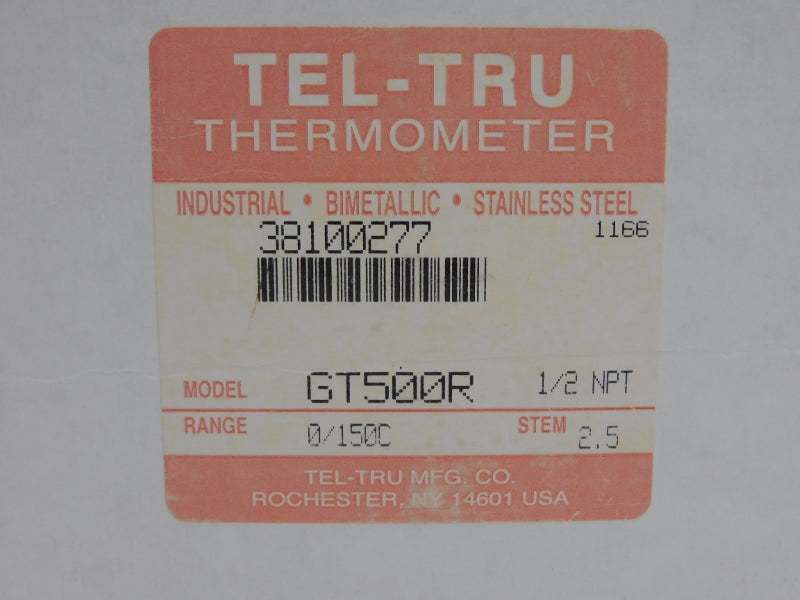 TEL-TRU
THERMOMETER
INDUSTRIAL • BIMETALLIC • STAINLESS STEEL
38100277 1166
MODEL GT500R 1/2 NPT
RANGE 0/150C STEM 2.5
TEL-TRU MFG. CO.
ROCHESTER, NY 14601 USA